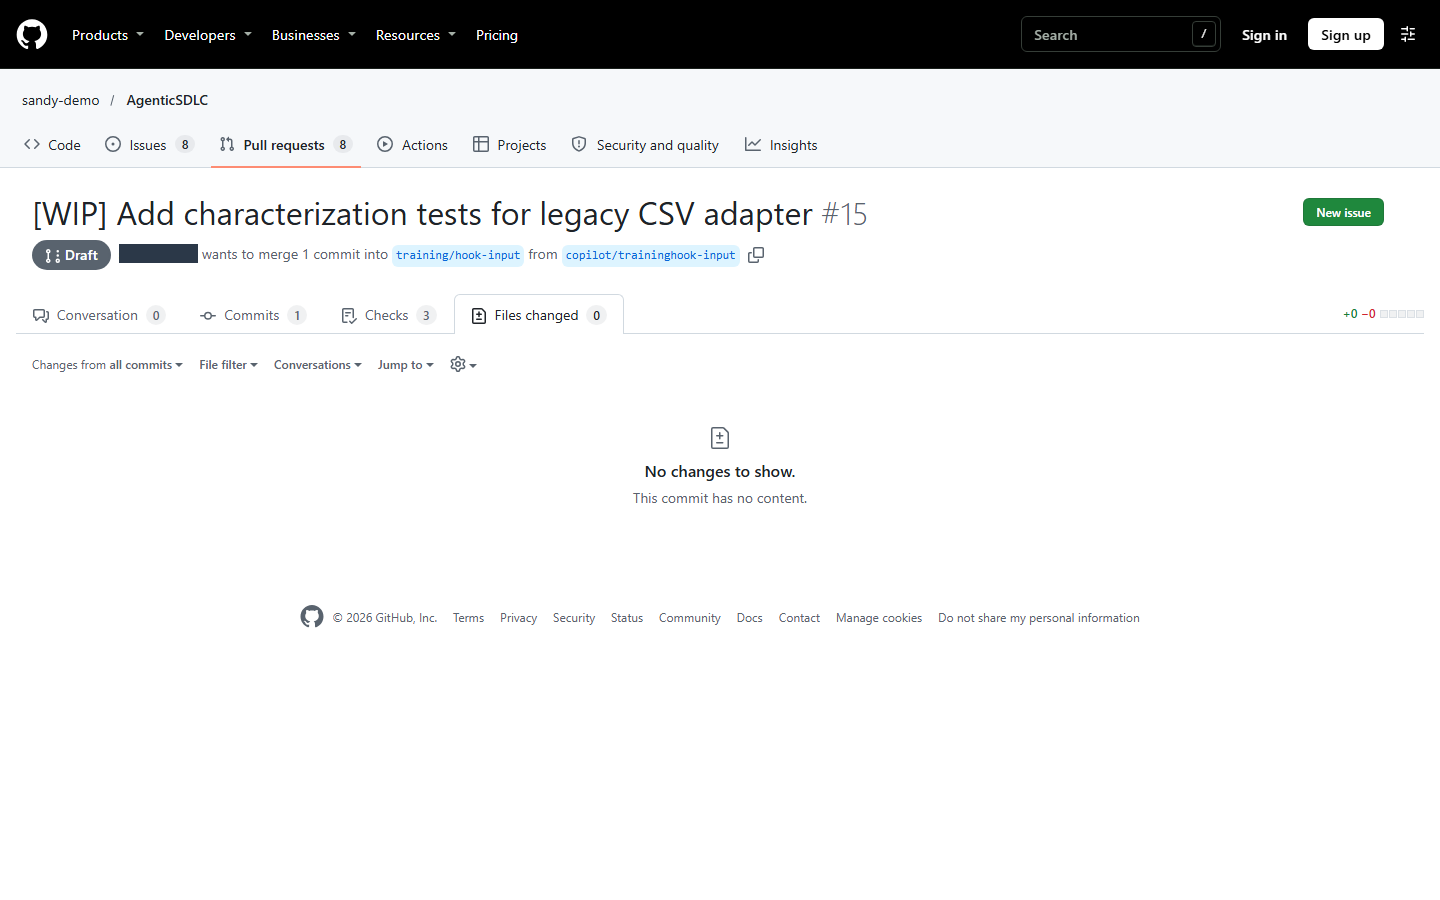 Products Developers Businesses Resources Pricing Search / Sign in Sign up
sandy-demo / AgenticSDLC
Code Issues 8 Pull requests 8 Actions Projects Security and quality Insights
[WIP] Add characterization tests for legacy CSV adapter #15
New issue
Draft wants to merge 1 commit into training/hook-input from copilot/traininghook-input
Conversation 0 Commits 1 Checks 3 Files changed 0 +0 −0
Changes from all commits File filter Conversations Jump to
No changes to show.
This commit has no content.
© 2026 GitHub, Inc. Terms Privacy Security Status Community Docs Contact Manage cookies Do not share my personal information